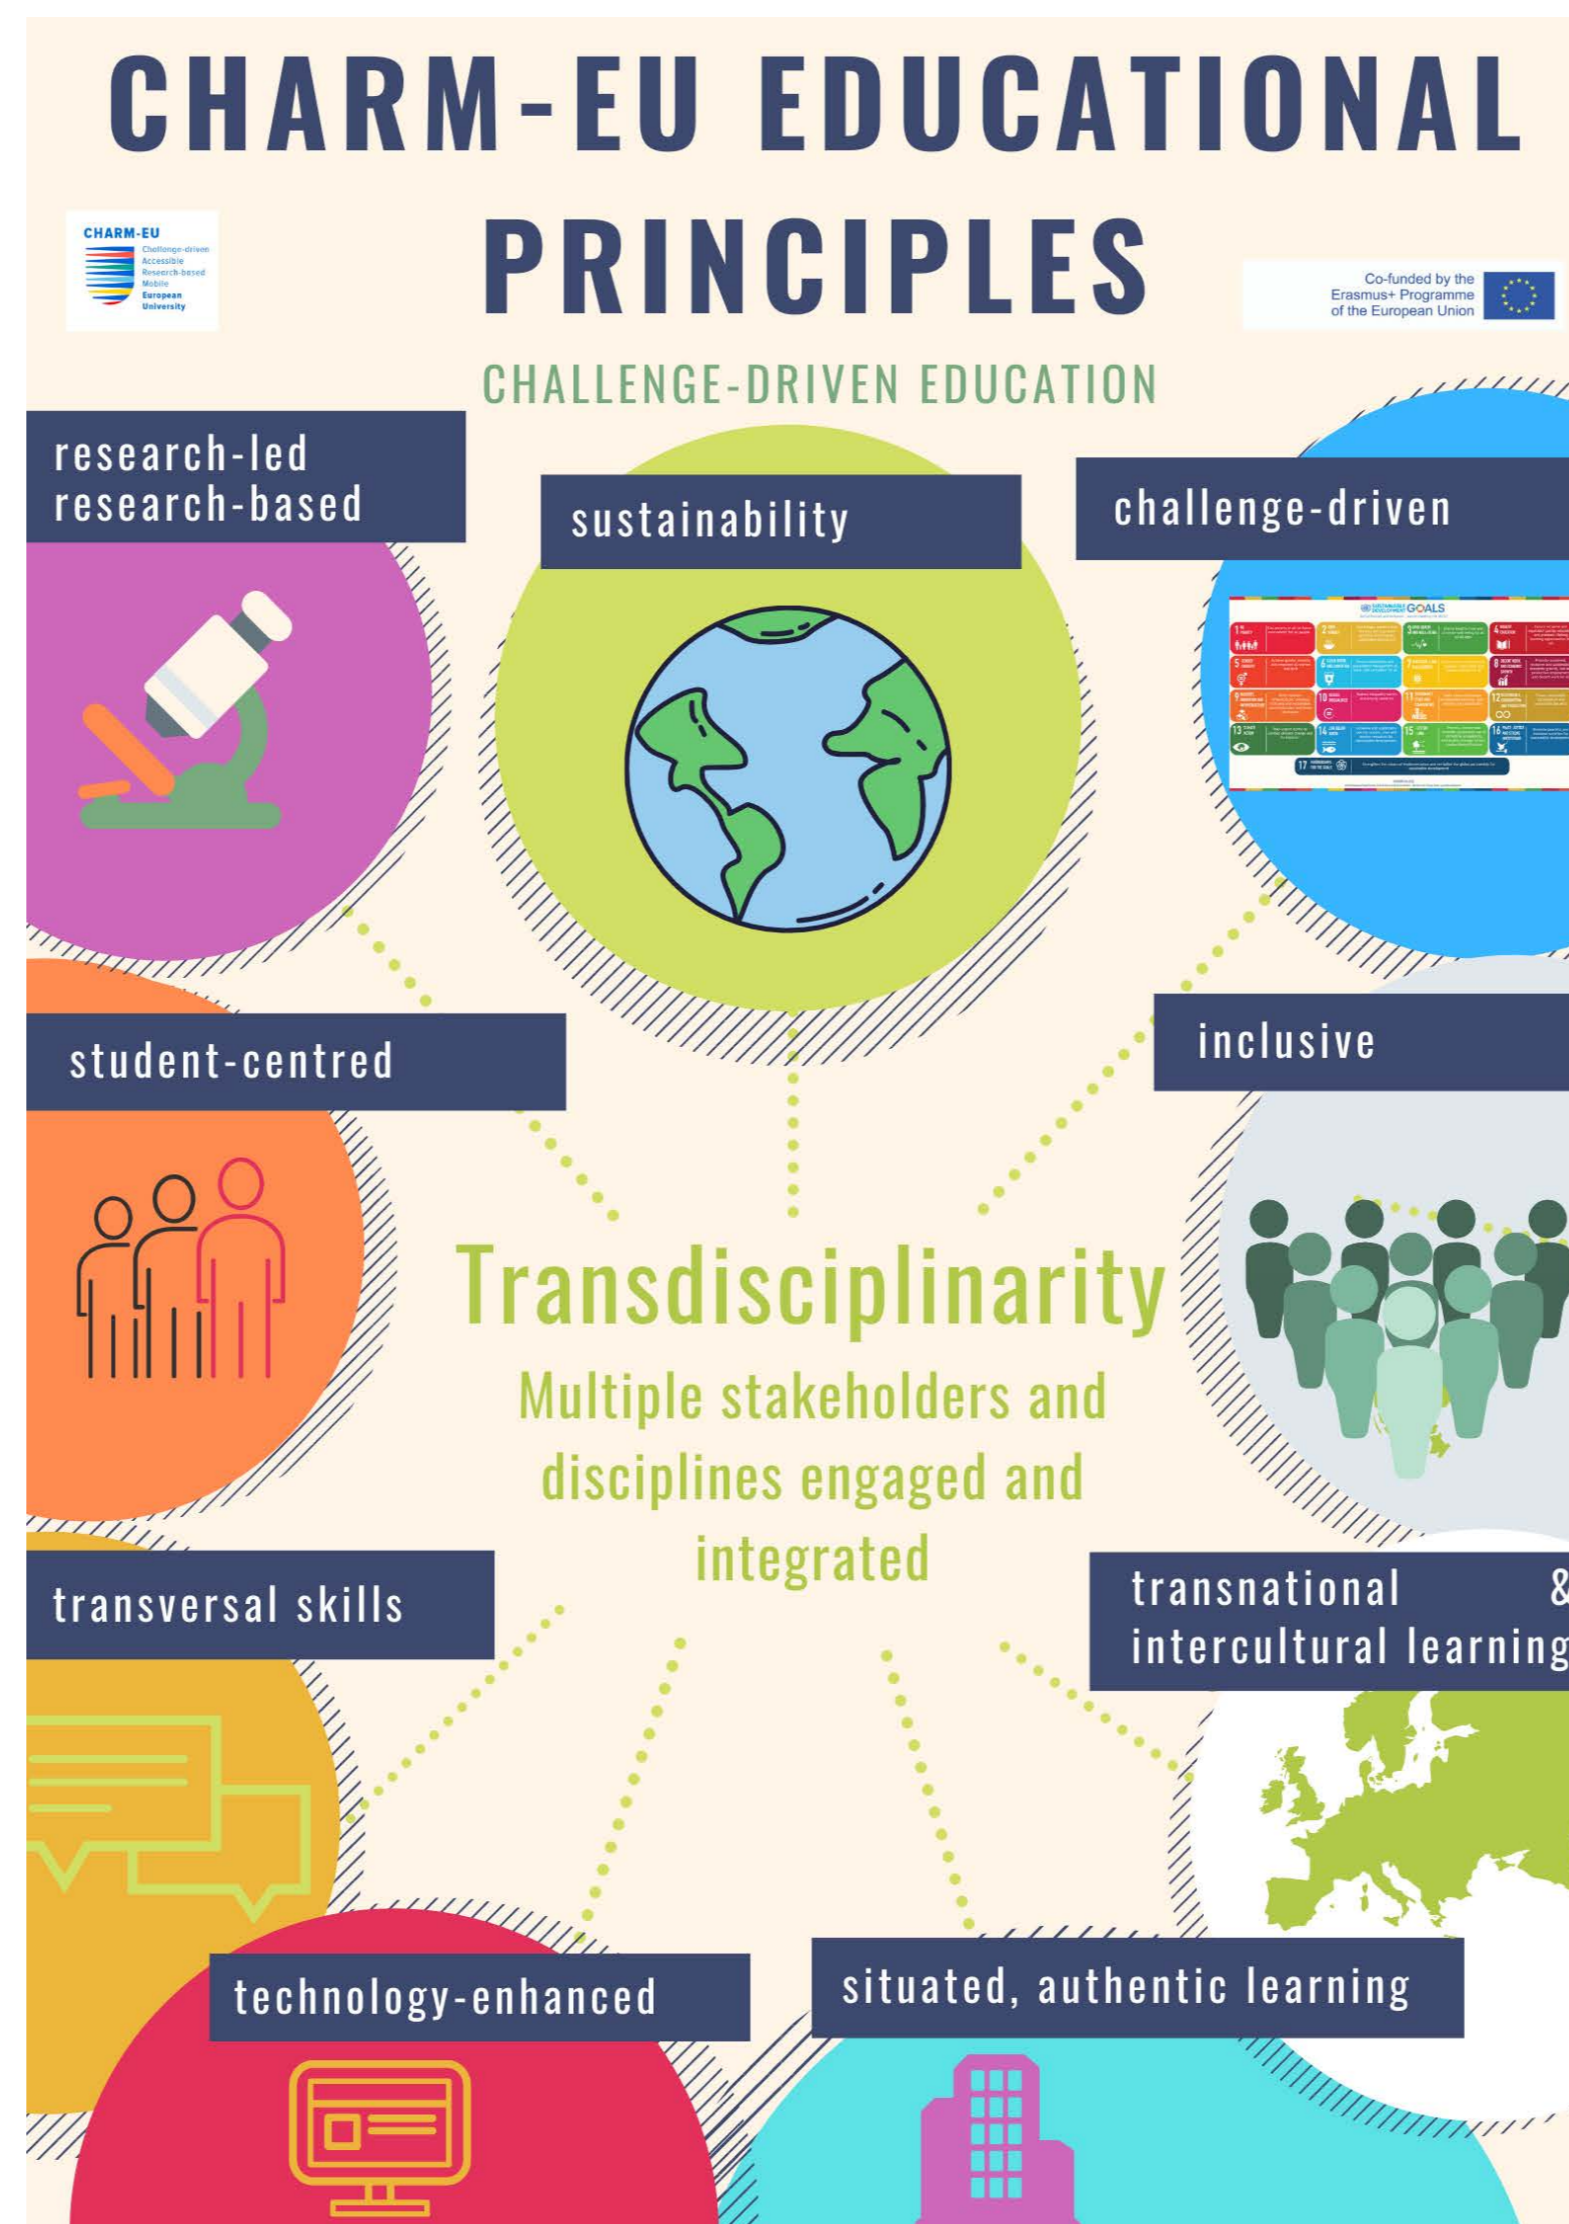 CHARM-EU EDUCATIONAL
PRINCIPLES
CHARM-EU
Challenge-driven
Accessible
Research-based
Mobile
European
University
Co-funded by the
Erasmus+ Programme
of the European Union
CHALLENGE-DRIVEN EDUCATION
research-led
research-based
sustainability
challenge-driven
GOALS
student-centred
inclusive
Transdisciplinarity
Multiple stakeholders and
disciplines engaged and
integrated
transversal skills
transnational &
intercultural learning
technology-enhanced
situated, authentic learning